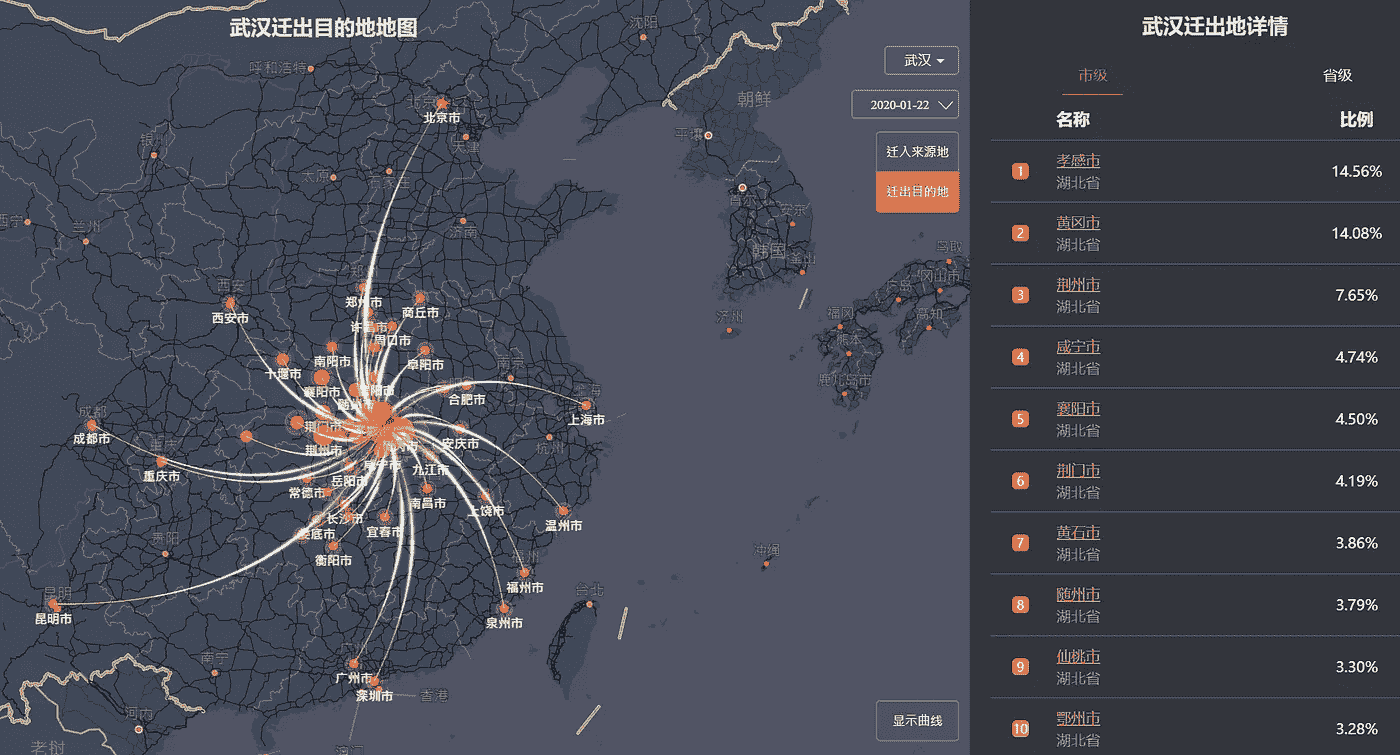 武汉迁出目的地地图
沈阳
武汉
呼和浩特
2020-01-22
朝鲜
北京市
天津
平壤
银川
迁入来源地
太原
石家庄
迁出目的地
首尔
安东
西宁
兰州
济南
韩国
釜山
鸟取
冈山市
西安
郑州市
广岛
西安市
商丘市
济州
福冈
高知
许昌市
周口市
熊本
南阳市
阜阳市
南京
十堰市
鹿儿岛市
襄阳市
合肥市
随州市
上海市
成都
成都市
荆门市
安庆市
杭州
重庆
荆州市
咸宁市
九江市
重庆市
岳阳市
常德市
南昌市
上饶市
长沙市
温州市
娄底市
宜春市
贵阳
衡阳市
福州
冲绳
福州市
昆明
台北
昆明市
泉州市
南宁
广州市
深圳市
香港
河内
显示曲线
老树
澳门
武汉迁出地详情
市级 省级
名称 比例
1 孝感市 14.56%
湖北省
2 黄冈市 14.08%
湖北省
3 荆州市 7.65%
湖北省
4 咸宁市 4.74%
湖北省
5 襄阳市 4.50%
湖北省
6 荆门市 4.19%
湖北省
7 黄石市 3.86%
湖北省
8 随州市 3.79%
湖北省
9 仙桃市 3.30%
湖北省
10 鄂州市 3.28%
湖北省